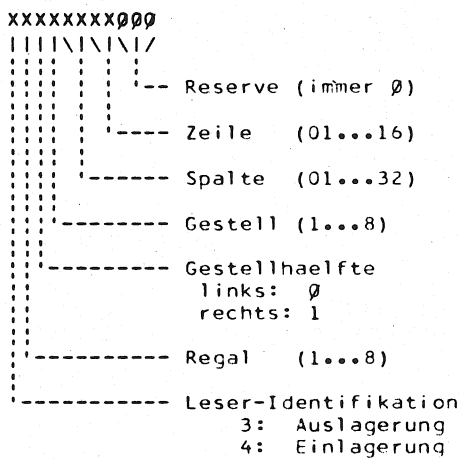 XXXXXXXXØØØ
Reserve (immer Ø)
Zeile (01...16)
Spalte (01...32)
Gestell (1...8)
Gestellhaelfte
links: Ø
rechts: 1
Regal (1...8)
Leser-Identifikation
3: Auslagerung
4: Einlagerung